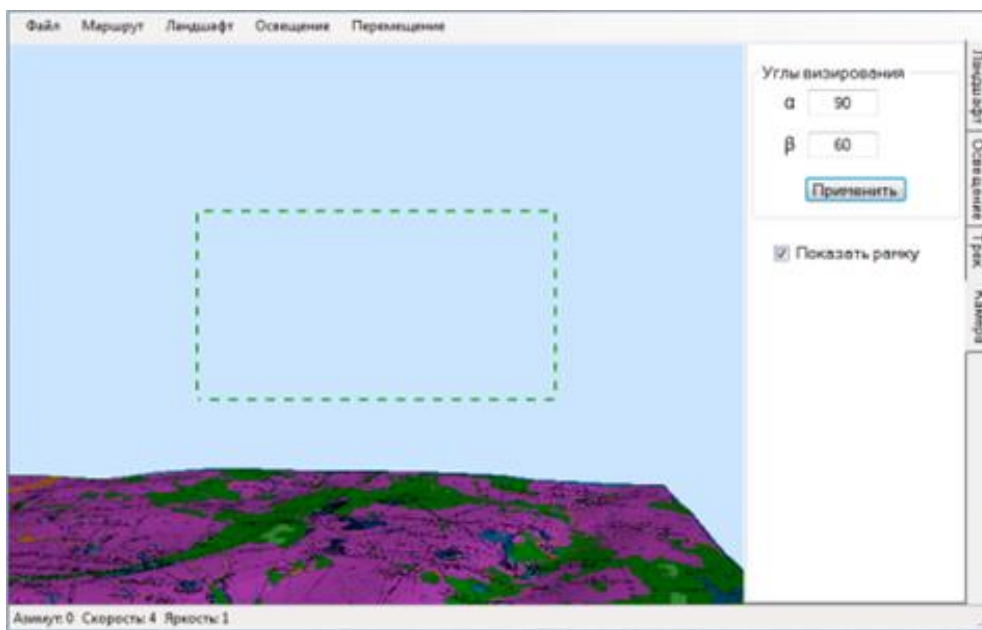 Файл Маршрут Ландшафт Освещение Перемещение
Углы визирования
α 90
β 60
Применить
Показать рамку
Ландшафт
Освещение
Трек
Камера
Азимут: 0 Скорость: 4 Яркость: 1